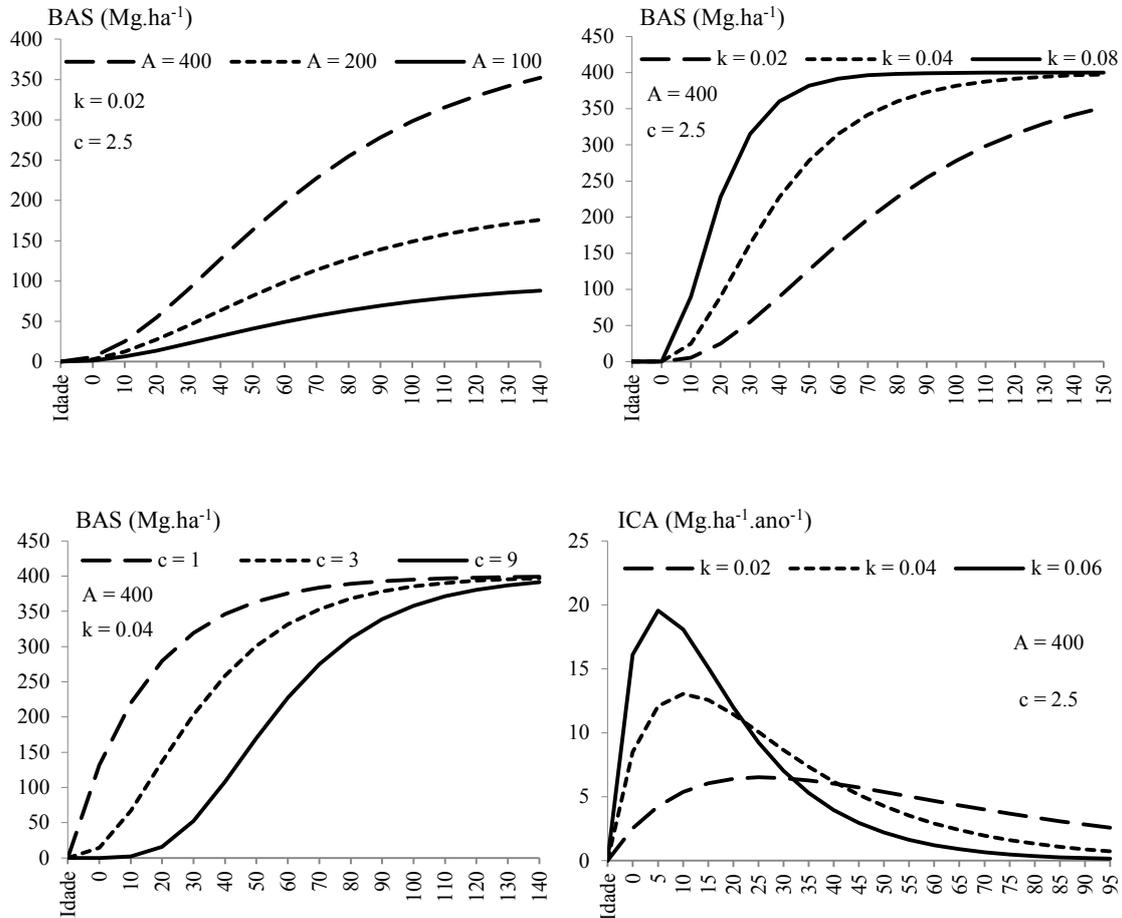 BAS (Mg.ha⁻¹)
400
350
300
250
200
150
100
50
0
A = 400 A = 200 A = 100
k = 0.02
c = 2.5
Idade 0 10 20 30 40 50 60 70 80 90 100 110 120 130 140
BAS (Mg.ha⁻¹)
450
400
350
300
250
200
150
100
50
0
k = 0.02 k = 0.04 k = 0.08
A = 400
c = 2.5
Idade 0 10 20 30 40 50 60 70 80 90 100 110 120 130 140 150
BAS (Mg.ha⁻¹)
450
400
350
300
250
200
150
100
50
0
c = 1 c = 3 c = 9
A = 400
k = 0.04
Idade 0 10 20 30 40 50 60 70 80 90 100 110 120 130 140
ICA (Mg.ha⁻¹.ano⁻¹)
25
20
15
10
5
0
k = 0.02 k = 0.04 k = 0.06
A = 400
c = 2.5
Idade 0 5 10 15 20 25 30 35 40 45 50 55 60 65 70 75 80 85 90 95